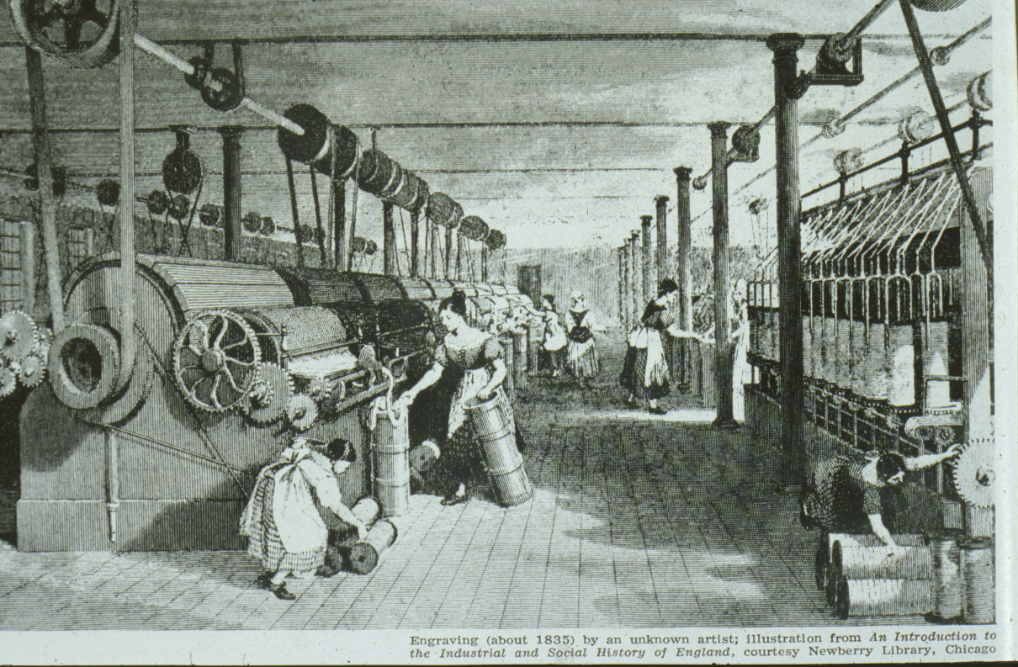 Engraving (about 1835) by an unknown artist; illustration from An Introduction to
the Industrial and Social History of England, courtesy Newberry Library, Chicago